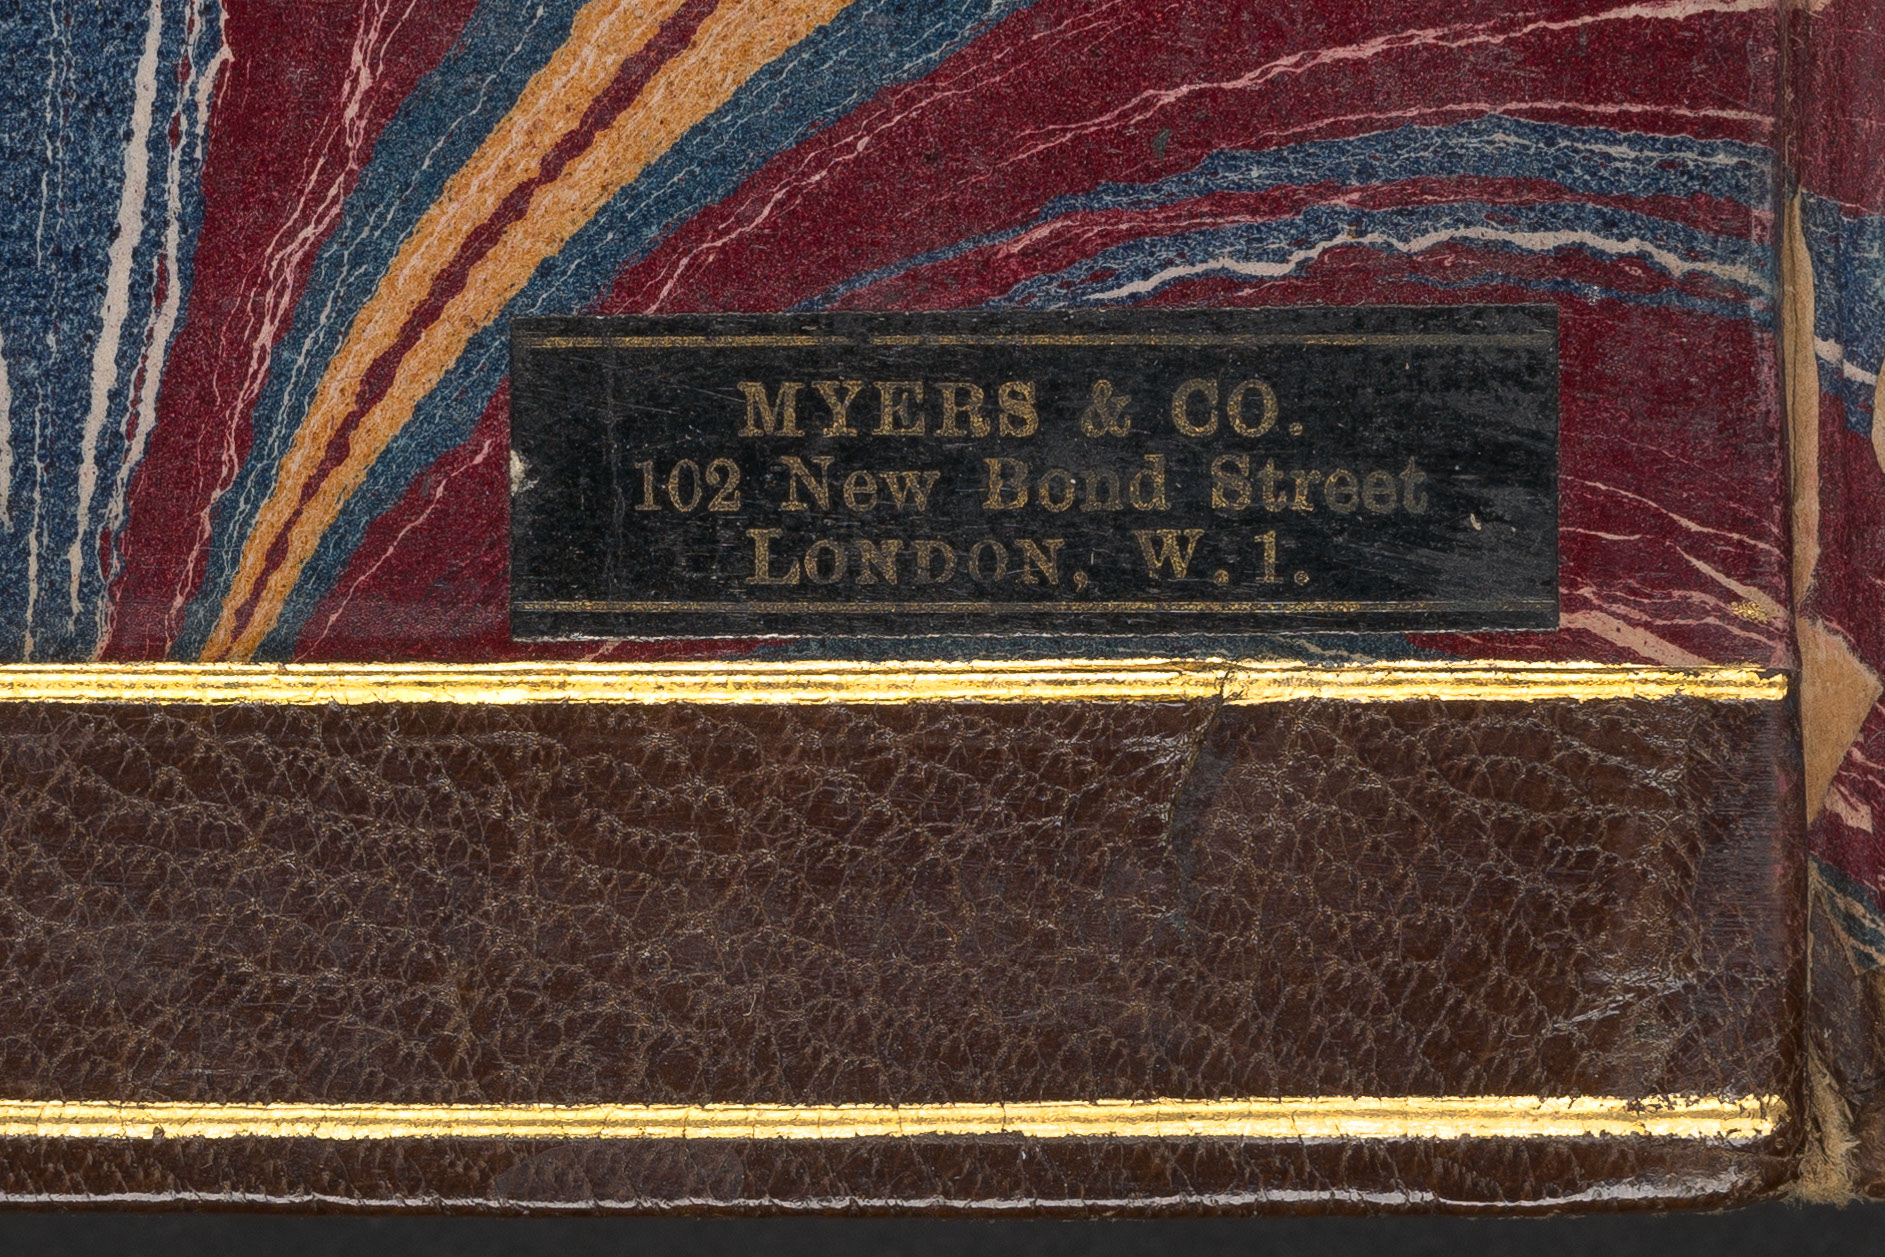 MYERS & CO.
102 New Bond Street
LONDON, W. 1.